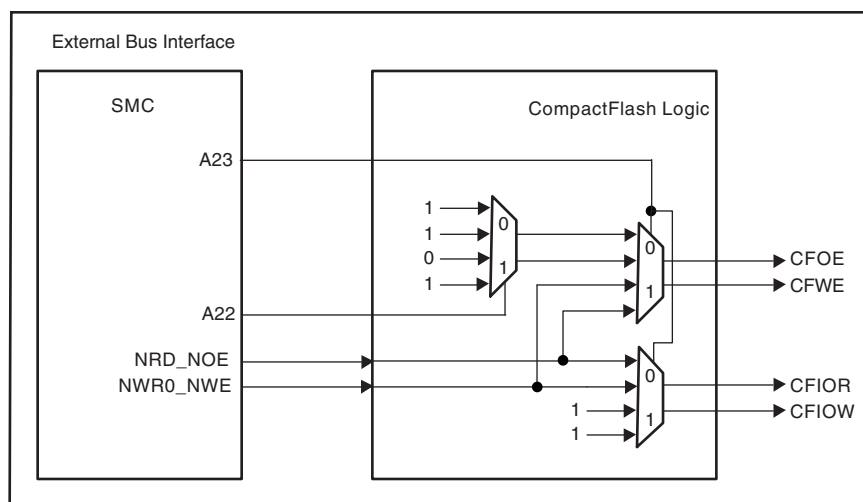 External Bus Interface
SMC
CompactFlash Logic
A23
1
1
0
1
0
1
A22
0
1
CFOE
CFWE
NRD_NOE
NWR0_NWE
0
1
1
1
CFIOR
CFIOW